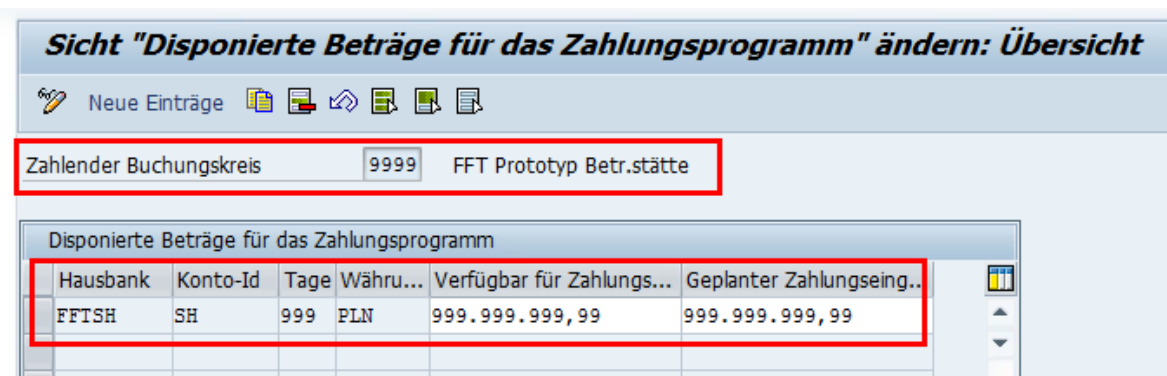 Sicht "Disponierte Beträge für das Zahlungsprogramm" ändern: Übersicht
Neue Einträge
Zahlender Buchungskreis 9999 FFT Prototyp Betr.stätte
Disponierte Beträge für das Zahlungsprogramm
Hausbank Konto-Id Tage Währu... Verfügbar für Zahlungs... Geplanter Zahlungseing..
FFTSH SH 999 PLN 999.999.999,99 999.999.999,99